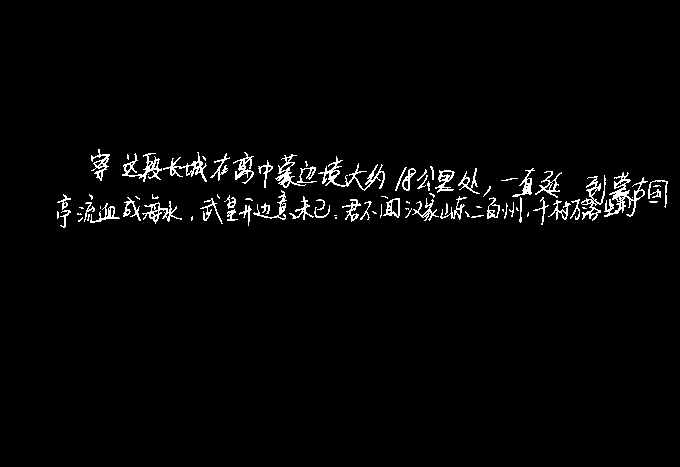 穿这段长城在离中蒙边境大约18公里处，一直延 到蒙古国
亭流血成海水，武皇开边意未已。君不闻汉家山东二百州，千村万落生荆